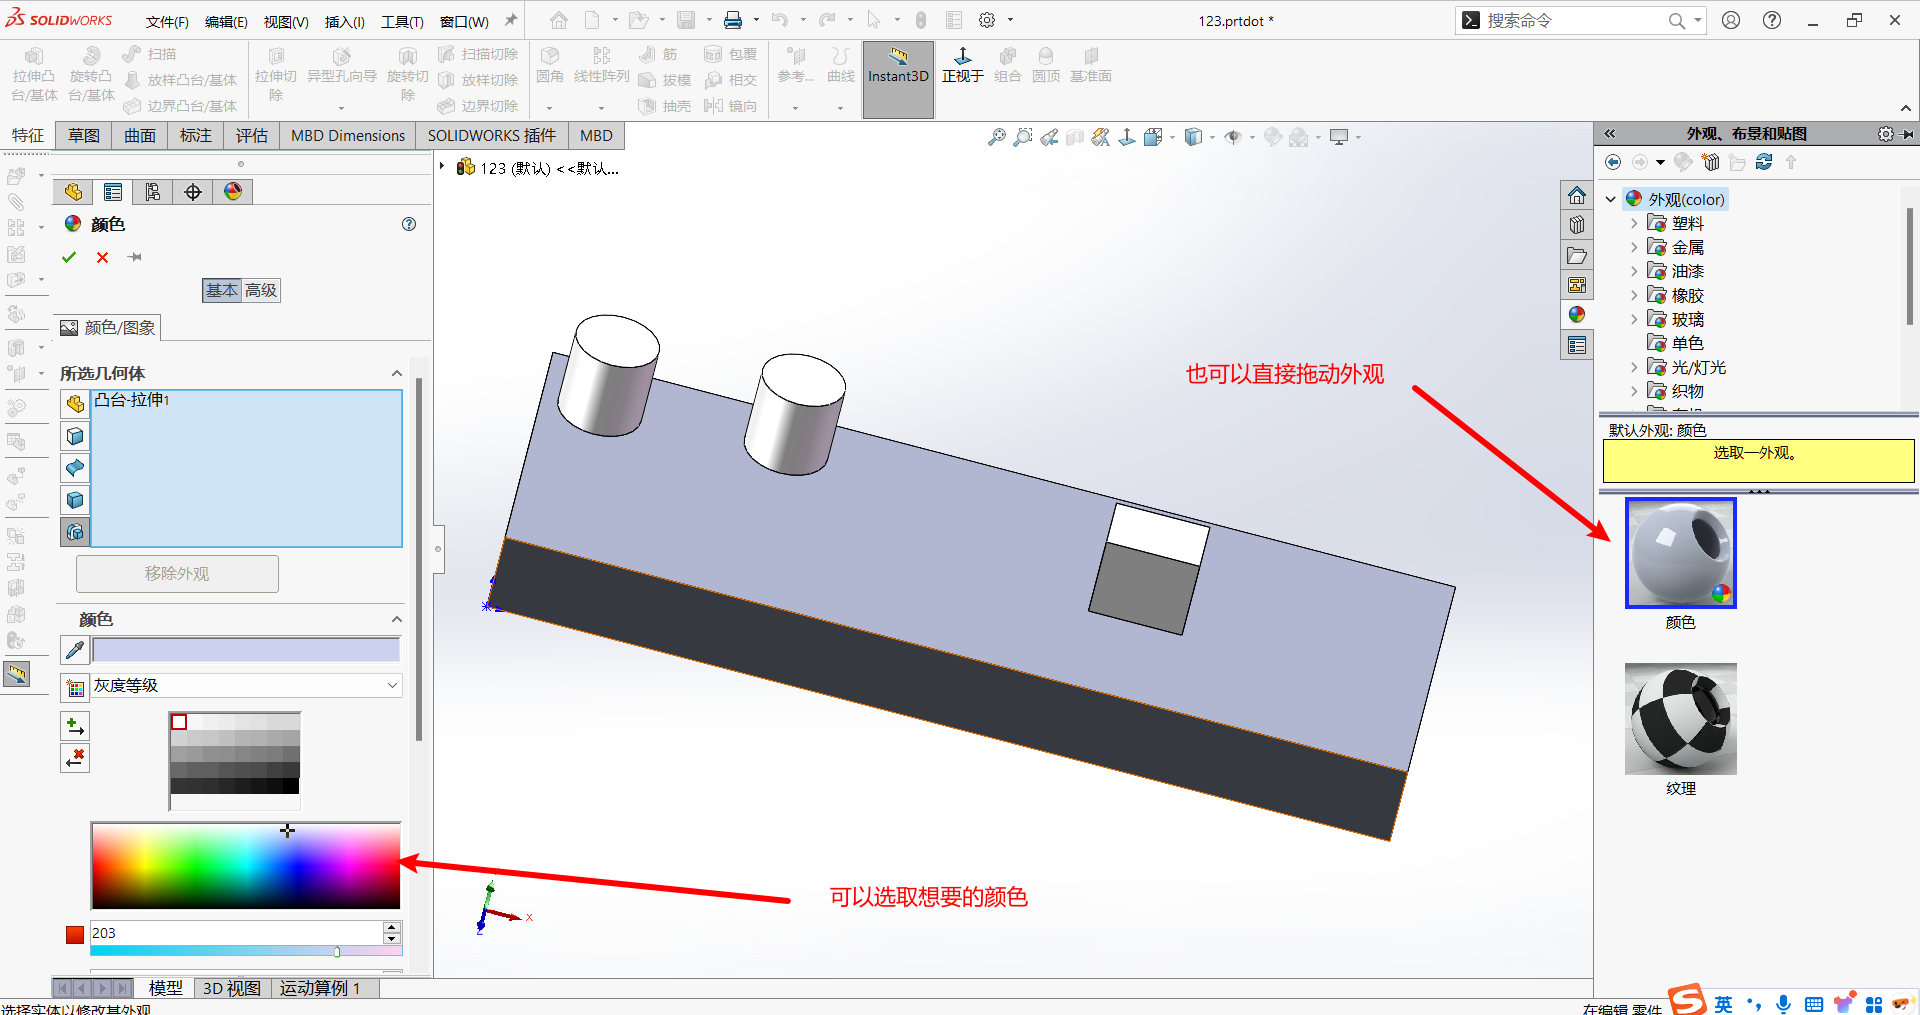 SOLIDWORKS
文件(F) 编辑(E) 视图(V) 插入(I) 工具(T) 窗口(W)
123.prtdot *
搜索命令
拉伸凸台/基体
旋转凸台/基体
扫描
放样凸台/基体
边界凸台/基体
拉伸切除
异型孔向导
旋转切除
扫描切除
放样切除
边界切除
圆角
线性阵列
筋
拔模
抽壳
包覆
相交
镜向
参考...
曲线
Instant3D
正视于
组合
圆顶
基准面
特征 草图 曲面 标注 评估 MBD Dimensions SOLIDWORKS 插件 MBD
123 (默认) <<默认...
颜色
基本 高级
颜色/图象
所选几何体
凸台-拉伸1
移除外观
颜色
灰度等级
203
也可以直接拖动外观
可以选取想要的颜色
X
Z
外观、布景和贴图
外观(color)
塑料
金属
油漆
橡胶
玻璃
单色
光/灯光
织物
默认外观: 颜色
选取一外观。
颜色
纹理
模型 3D 视图 运动算例 1
选择实体以修改其外观
在编辑 零件
英